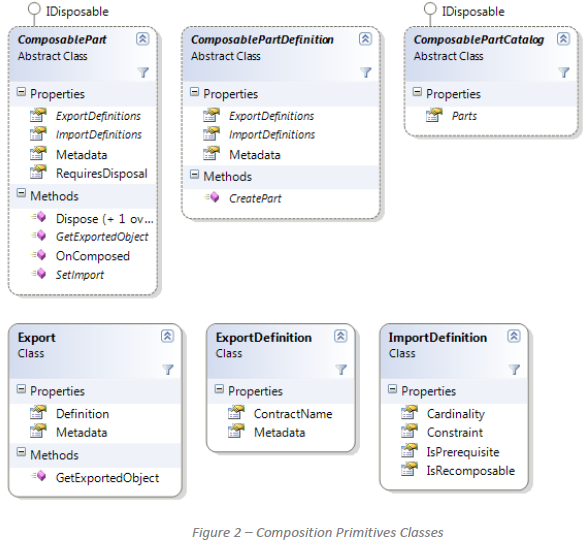 IDisposable
ComposablePart
Abstract Class
Properties
ExportDefinitions
ImportDefinitions
Metadata
RequiresDisposal
Methods
Dispose (+ 1 ov...
GetExportedObject
OnComposed
SetImport
ComposablePartDefinition
Abstract Class
Properties
ExportDefinitions
ImportDefinitions
Metadata
Methods
CreatePart
IDisposable
ComposablePartCatalog
Abstract Class
Properties
Parts
Export
Class
Properties
Definition
Metadata
Methods
GetExportedObject
ExportDefinition
Class
Properties
ContractName
Metadata
ImportDefinition
Class
Properties
Cardinality
Constraint
IsPrerequisite
IsRecomposable
Figure 2 – Composition Primitives Classes